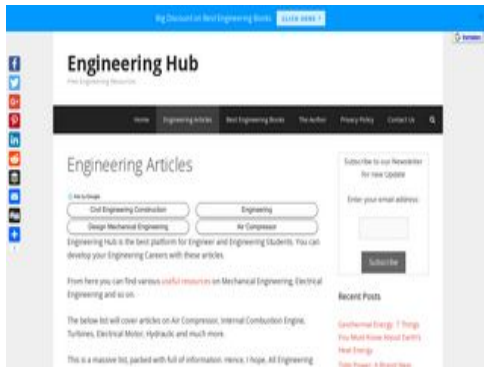 Big Discount on Best Engineering Books CLICK HERE
Engineering Hub
Free Engineering Resources
Home Engineering Articles Best Engineering Books The Author Privacy Policy Contact Us
Engineering Articles
Ads by Google
Civil Engineering Construction Engineering
Design Mechanical Engineering Air Compressor
Engineering Hub is the best platform for Engineer and Engineering Students. You can
develop your Engineering Careers with these articles.
From here you can find various useful resources on Mechanical Engineering, Electrical
Engineering and so on.
The below list will cover articles on Air Compressor, Internal Combustion Engine,
Turbines, Electrical Motor, Hydraulic and much more.
This is a massive list, packed with full of information. Hence, I hope, All Engineering
Subscribe to our Newsletter
for new Update
Enter your email address:
Subscribe
Recent Posts
Geothermal Energy: 7 Things
You Must Know About Earth's
Heat Energy
Tidal Power: A Brand New